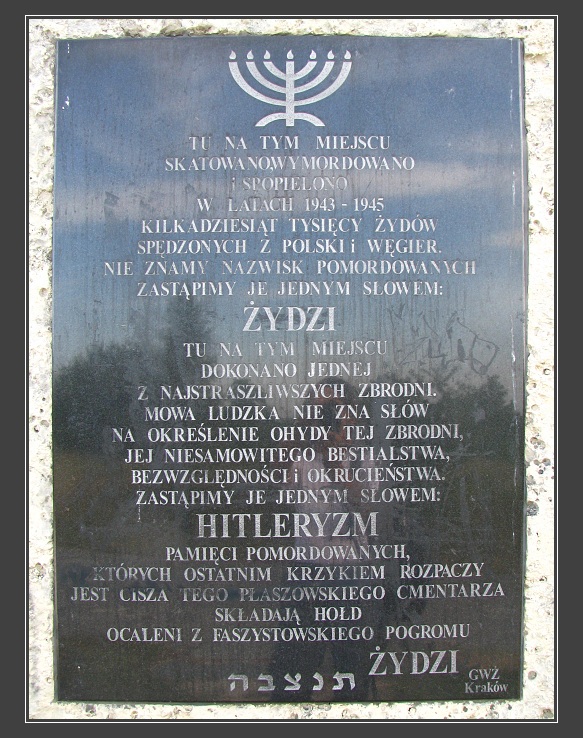 TU NA TYM MIEJSCU
SKATOWANO,WYMORDOWANO
i SPOPIELONO
W LATACH 1943 - 1945
KILKADZIESIĄT TYSIĘCY ŻYDÓW
SPĘDZONYCH Z POLSKI i WĘGIER.
NIE ZNAMY NAZWISK POMORDOWANYCH
ZASTĄPIMY JE JEDNYM SŁOWEM:
ŻYDZI
TU NA TYM MIEJSCU
DOKONANO JEDNEJ
Z NAJSTRASZLIWSZYCH ZBRODNI.
MOWA LUDZKA NIE ZNA SŁÓW
NA OKREŚLENIE OHYDY TEJ ZBRODNI,
JEJ NIESAMOWITEGO BESTIALSTWA,
BEZWZGLĘDNOŚCI i OKRUCIEŃSTWA.
ZASTĄPIMY JE JEDNYM SŁOWEM:
HITLERYZM
PAMIĘCI POMORDOWANYCH,
KTÓRYCH OSTATNIM KRZYKIEM ROZPACZY
JEST CISZA TEGO PŁASZOWSKIEGO CMENTARZA
SKŁADAJĄ HOŁD
OCALENI Z FASZYSTOWSKIEGO POGROMU
ŻYDZI
תנצבה
GWŻ
Kraków